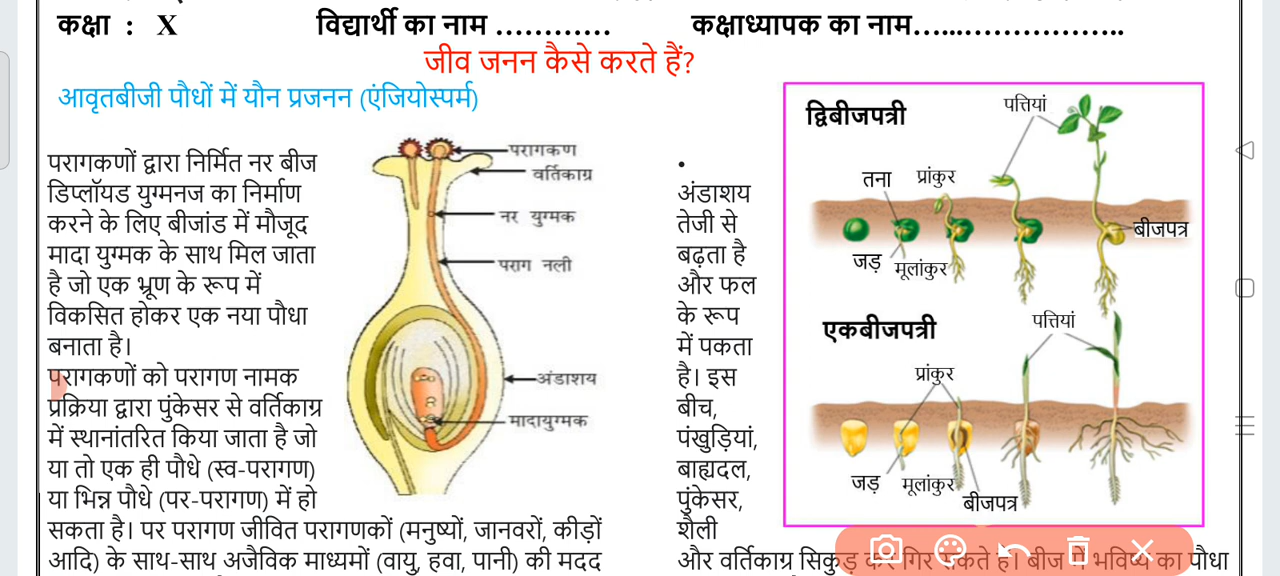 कक्षा : X विद्यार्थी का नाम ………… कक्षाध्यापक का नाम…...……………..
जीव जनन कैसे करते हैं?
आवृतबीजी पौधों में यौन प्रजनन (एंजियोस्पर्म)
परागकणों द्वारा निर्मित नर बीज
डिप्लॉयड युग्मनज का निर्माण
करने के लिए बीजांड में मौजूद
मादा युग्मक के साथ मिल जाता
है जो एक भ्रूण के रूप में
विकसित होकर एक नया पौधा
बनाता है।
परागकणों को परागण नामक
प्रक्रिया द्वारा पुंकेसर से वर्तिकाग्र
में स्थानांतरित किया जाता है जो
या तो एक ही पौधे (स्व-परागण)
या भिन्न पौधे (पर-परागण) में हो
सकता है। पर परागण जीवित परागणकों (मनुष्यों, जानवरों, कीड़ों
आदि) के साथ-साथ अजैविक माध्यमों (वायु, हवा, पानी) की मदद
परागकण
वर्तिकाग्र
नर युग्मक
पराग नली
अंडाशय
मादायुग्मक
•
अंडाशय
तेजी से
बढ़ता है
और फल
के रूप
में पकता
है। इस
बीच,
पंखुड़ियां,
बाह्यदल,
पुंकेसर,
शैली
और वर्तिकाग्र सिकुड़ कर गिर सकते हैं। बीज में भविष्य का पौधा
द्विबीजपत्री
पत्तियां
तना प्रांकुर
बीजपत्र
जड़ मूलांकुर
एकबीजपत्री
पत्तियां
प्रांकुर
जड़ मूलांकुर
बीजपत्र